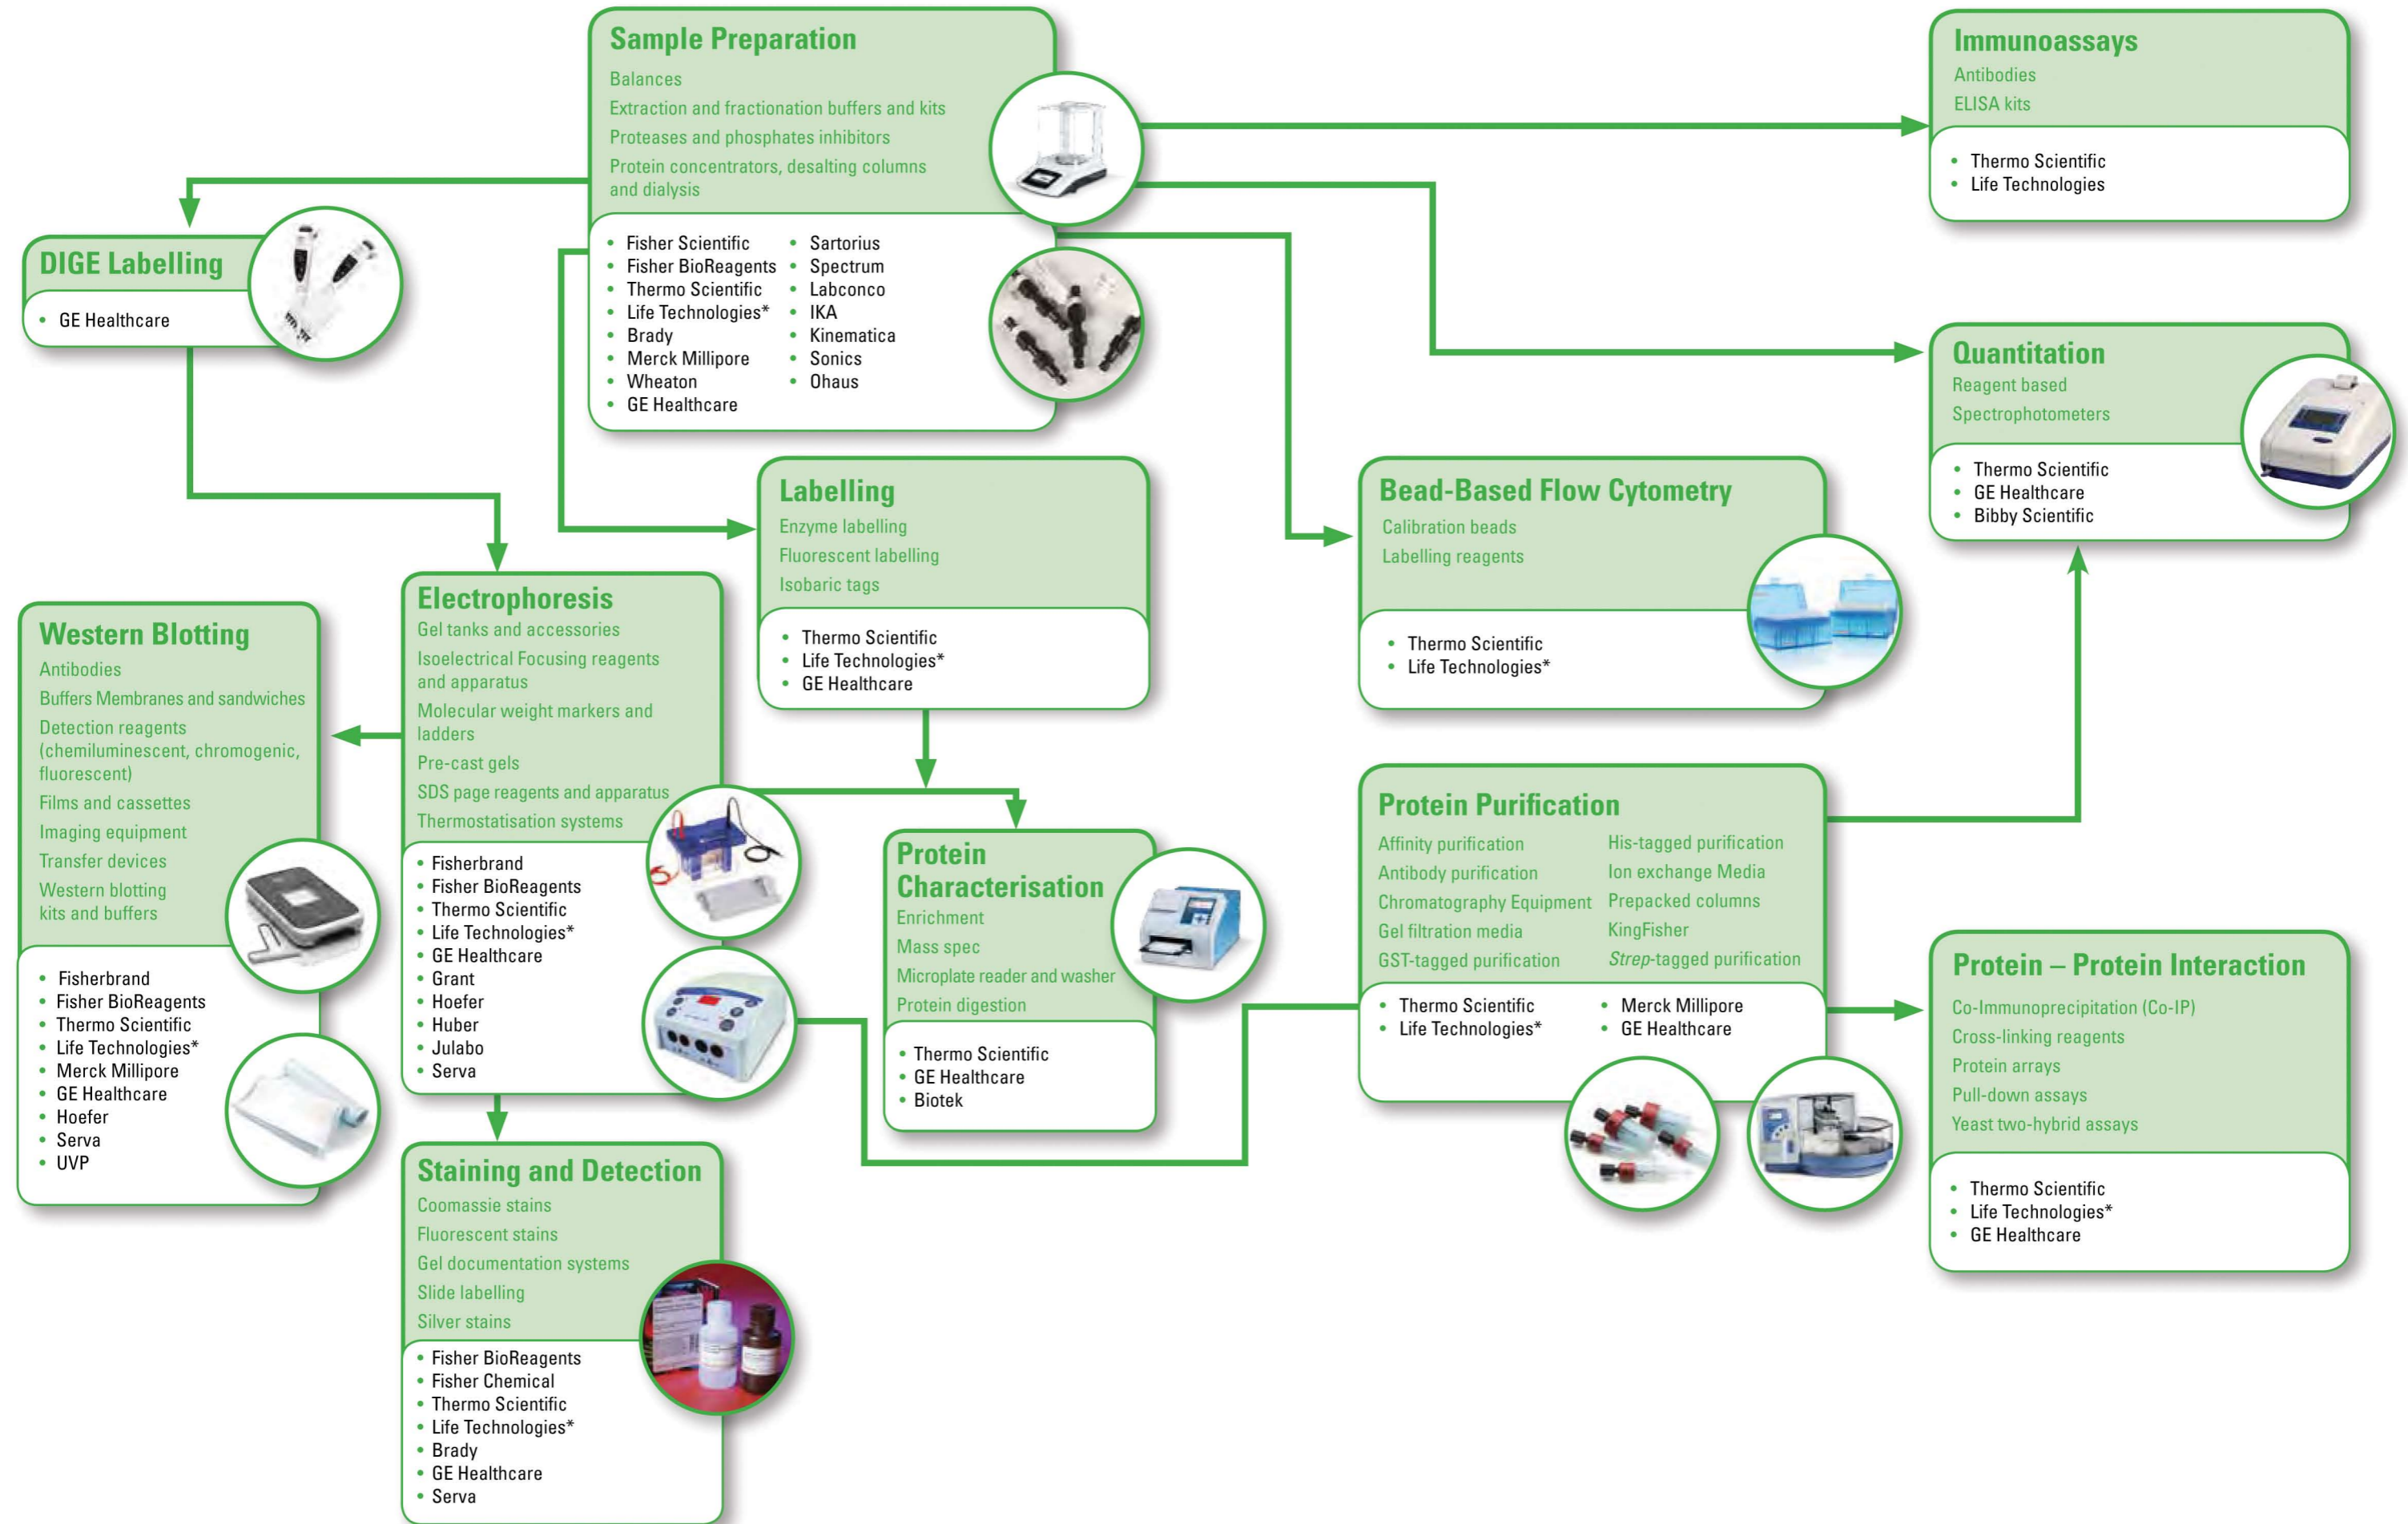 Sample Preparation
Balances
Extraction and fractionation buffers and kits
Proteases and phosphates inhibitors
Protein concentrators, desalting columns
and dialysis
• Fisher Scientific
• Fisher BioReagents
• Thermo Scientific
• Life Technologies*
• Brady
• Merck Millipore
• Wheaton
• GE Healthcare
• Sartorius
• Spectrum
• Labconco
• IKA
• Kinematica
• Sonics
• Ohaus
Immunoassays
Antibodies
ELISA kits
• Thermo Scientific
• Life Technologies
DIGE Labelling
• GE Healthcare
Quantitation
Reagent based
Spectrophotometers
• Thermo Scientific
• GE Healthcare
• Bibby Scientific
Labelling
Enzyme labelling
Fluorescent labelling
Isobaric tags
• Thermo Scientific
• Life Technologies*
• GE Healthcare
Bead-Based Flow Cytometry
Calibration beads
Labelling reagents
• Thermo Scientific
• Life Technologies*
Western Blotting
Antibodies
Buffers Membranes and sandwiches
Detection reagents
(chemiluminescent, chromogenic,
fluorescent)
Films and cassettes
Imaging equipment
Transfer devices
Western blotting
kits and buffers
• Fisherbrand
• Fisher BioReagents
• Thermo Scientific
• Life Technologies*
• Merck Millipore
• GE Healthcare
• Hoefer
• Serva
• UVP
Electrophoresis
Gel tanks and accessories
Isoelectrical Focusing reagents
and apparatus
Molecular weight markers and
ladders
Pre-cast gels
SDS page reagents and apparatus
Thermostatisation systems
• Fisherbrand
• Fisher BioReagents
• Thermo Scientific
• Life Technologies*
• GE Healthcare
• Grant
• Hoefer
• Huber
• Julabo
• Serva
Protein
Characterisation
Enrichment
Mass spec
Microplate reader and washer
Protein digestion
• Thermo Scientific
• GE Healthcare
• Biotek
Protein Purification
Affinity purification
Antibody purification
Chromatography Equipment
Gel filtration media
GST-tagged purification
His-tagged purification
Ion exchange Media
Prepacked columns
KingFisher
Strep-tagged purification
• Thermo Scientific
• Life Technologies*
• Merck Millipore
• GE Healthcare
Protein – Protein Interaction
Co-Immunoprecipitation (Co-IP)
Cross-linking reagents
Protein arrays
Pull-down assays
Yeast two-hybrid assays
• Thermo Scientific
• Life Technologies*
• GE Healthcare
Staining and Detection
Coomassie stains
Fluorescent stains
Gel documentation systems
Slide labelling
Silver stains
• Fisher BioReagents
• Fisher Chemical
• Thermo Scientific
• Life Technologies*
• Brady
• GE Healthcare
• Serva